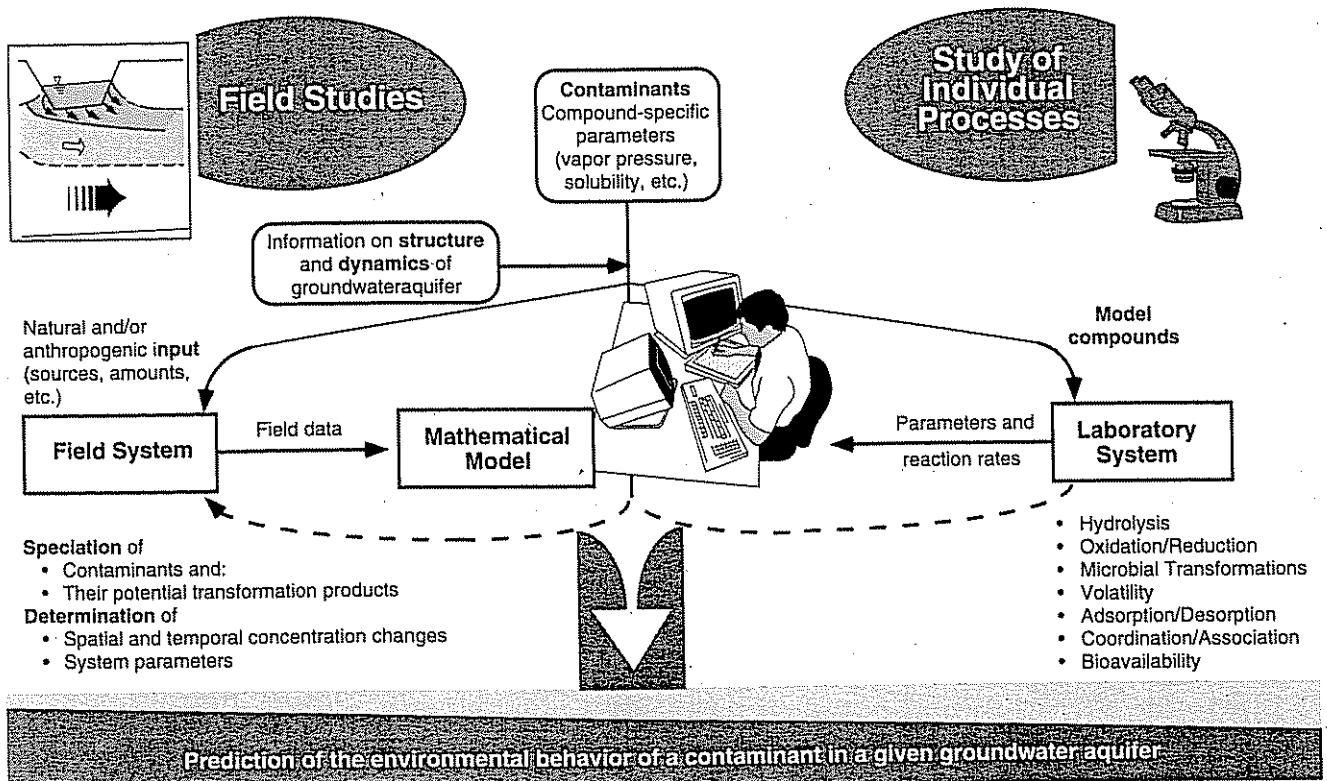 Field Studies
Contaminants
Compound-specific
parameters
(vapor pressure,
solubility, etc.)
Study of
Individual
Processes
Information on structure
and dynamics of
groundwateraquifer
Natural and/or
anthropogenic input
(sources, amounts,
etc.)
Model
compounds
Field System
Field data
Mathematical
Model
Parameters and
reaction rates
Laboratory
System
Speciation of
• Contaminants and:
• Their potential transformation products
Determination of
• Spatial and temporal concentration changes
• System parameters
• Hydrolysis
• Oxidation/Reduction
• Microbial Transformations
• Volatility
• Adsorption/Desorption
• Coordination/Association
• Bioavailability
Prediction of the environmental behavior of a contaminant in a given groundwater aquifer